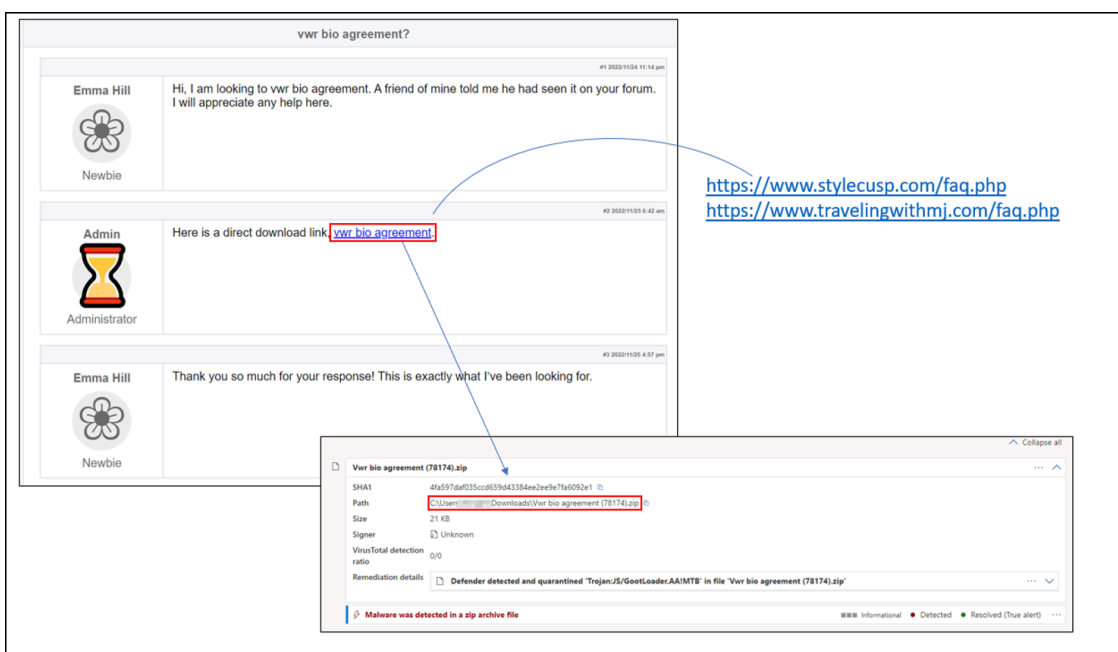 vwr bio agreement?
#1 2022/11/24 11:14 pm
Emma Hill
Newbie
Hi, I am looking to vwr bio agreement. A friend of mine told me he had seen it on your forum.
I will appreciate any help here.
https://www.stylecusp.com/faq.php
https://www.travelingwithmj.com/faq.php
#2 2022/11/25 6:42 am
Admin
Administrator
Here is a direct download link, vwr bio agreement.
#3 2022/11/25 4:57 pm
Emma Hill
Newbie
Thank you so much for your response! This is exactly what I've been looking for.
Collapse all
Vwr bio agreement (78174).zip
SHA1 4fa597daf035ccd659d43384ee2ee9e7fa6092e1
Path C:\User Downloads\Vwr bio agreement (78174).zip
Size 21 KB
Signer Unknown
VirusTotal detection
ratio
0/0
Remediation details Defender detected and quarantined 'Trojan:JS/GootLoader.AA!MTB' in file 'Vwr bio agreement (78174).zip'
Malware was detected in a zip archive file Informational Detected Resolved (True alert)